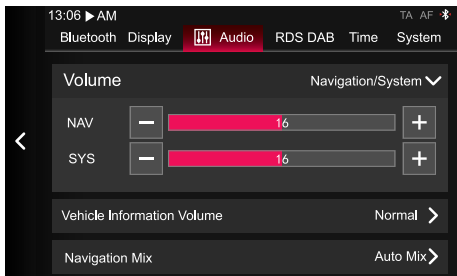 13:06 ▶ AM TA AF
Bluetooth Display Audio RDS DAB Time System
Volume Navigation/System
NAV − 16 +
SYS − 16 +
Vehicle Information Volume Normal
Navigation Mix Auto Mix